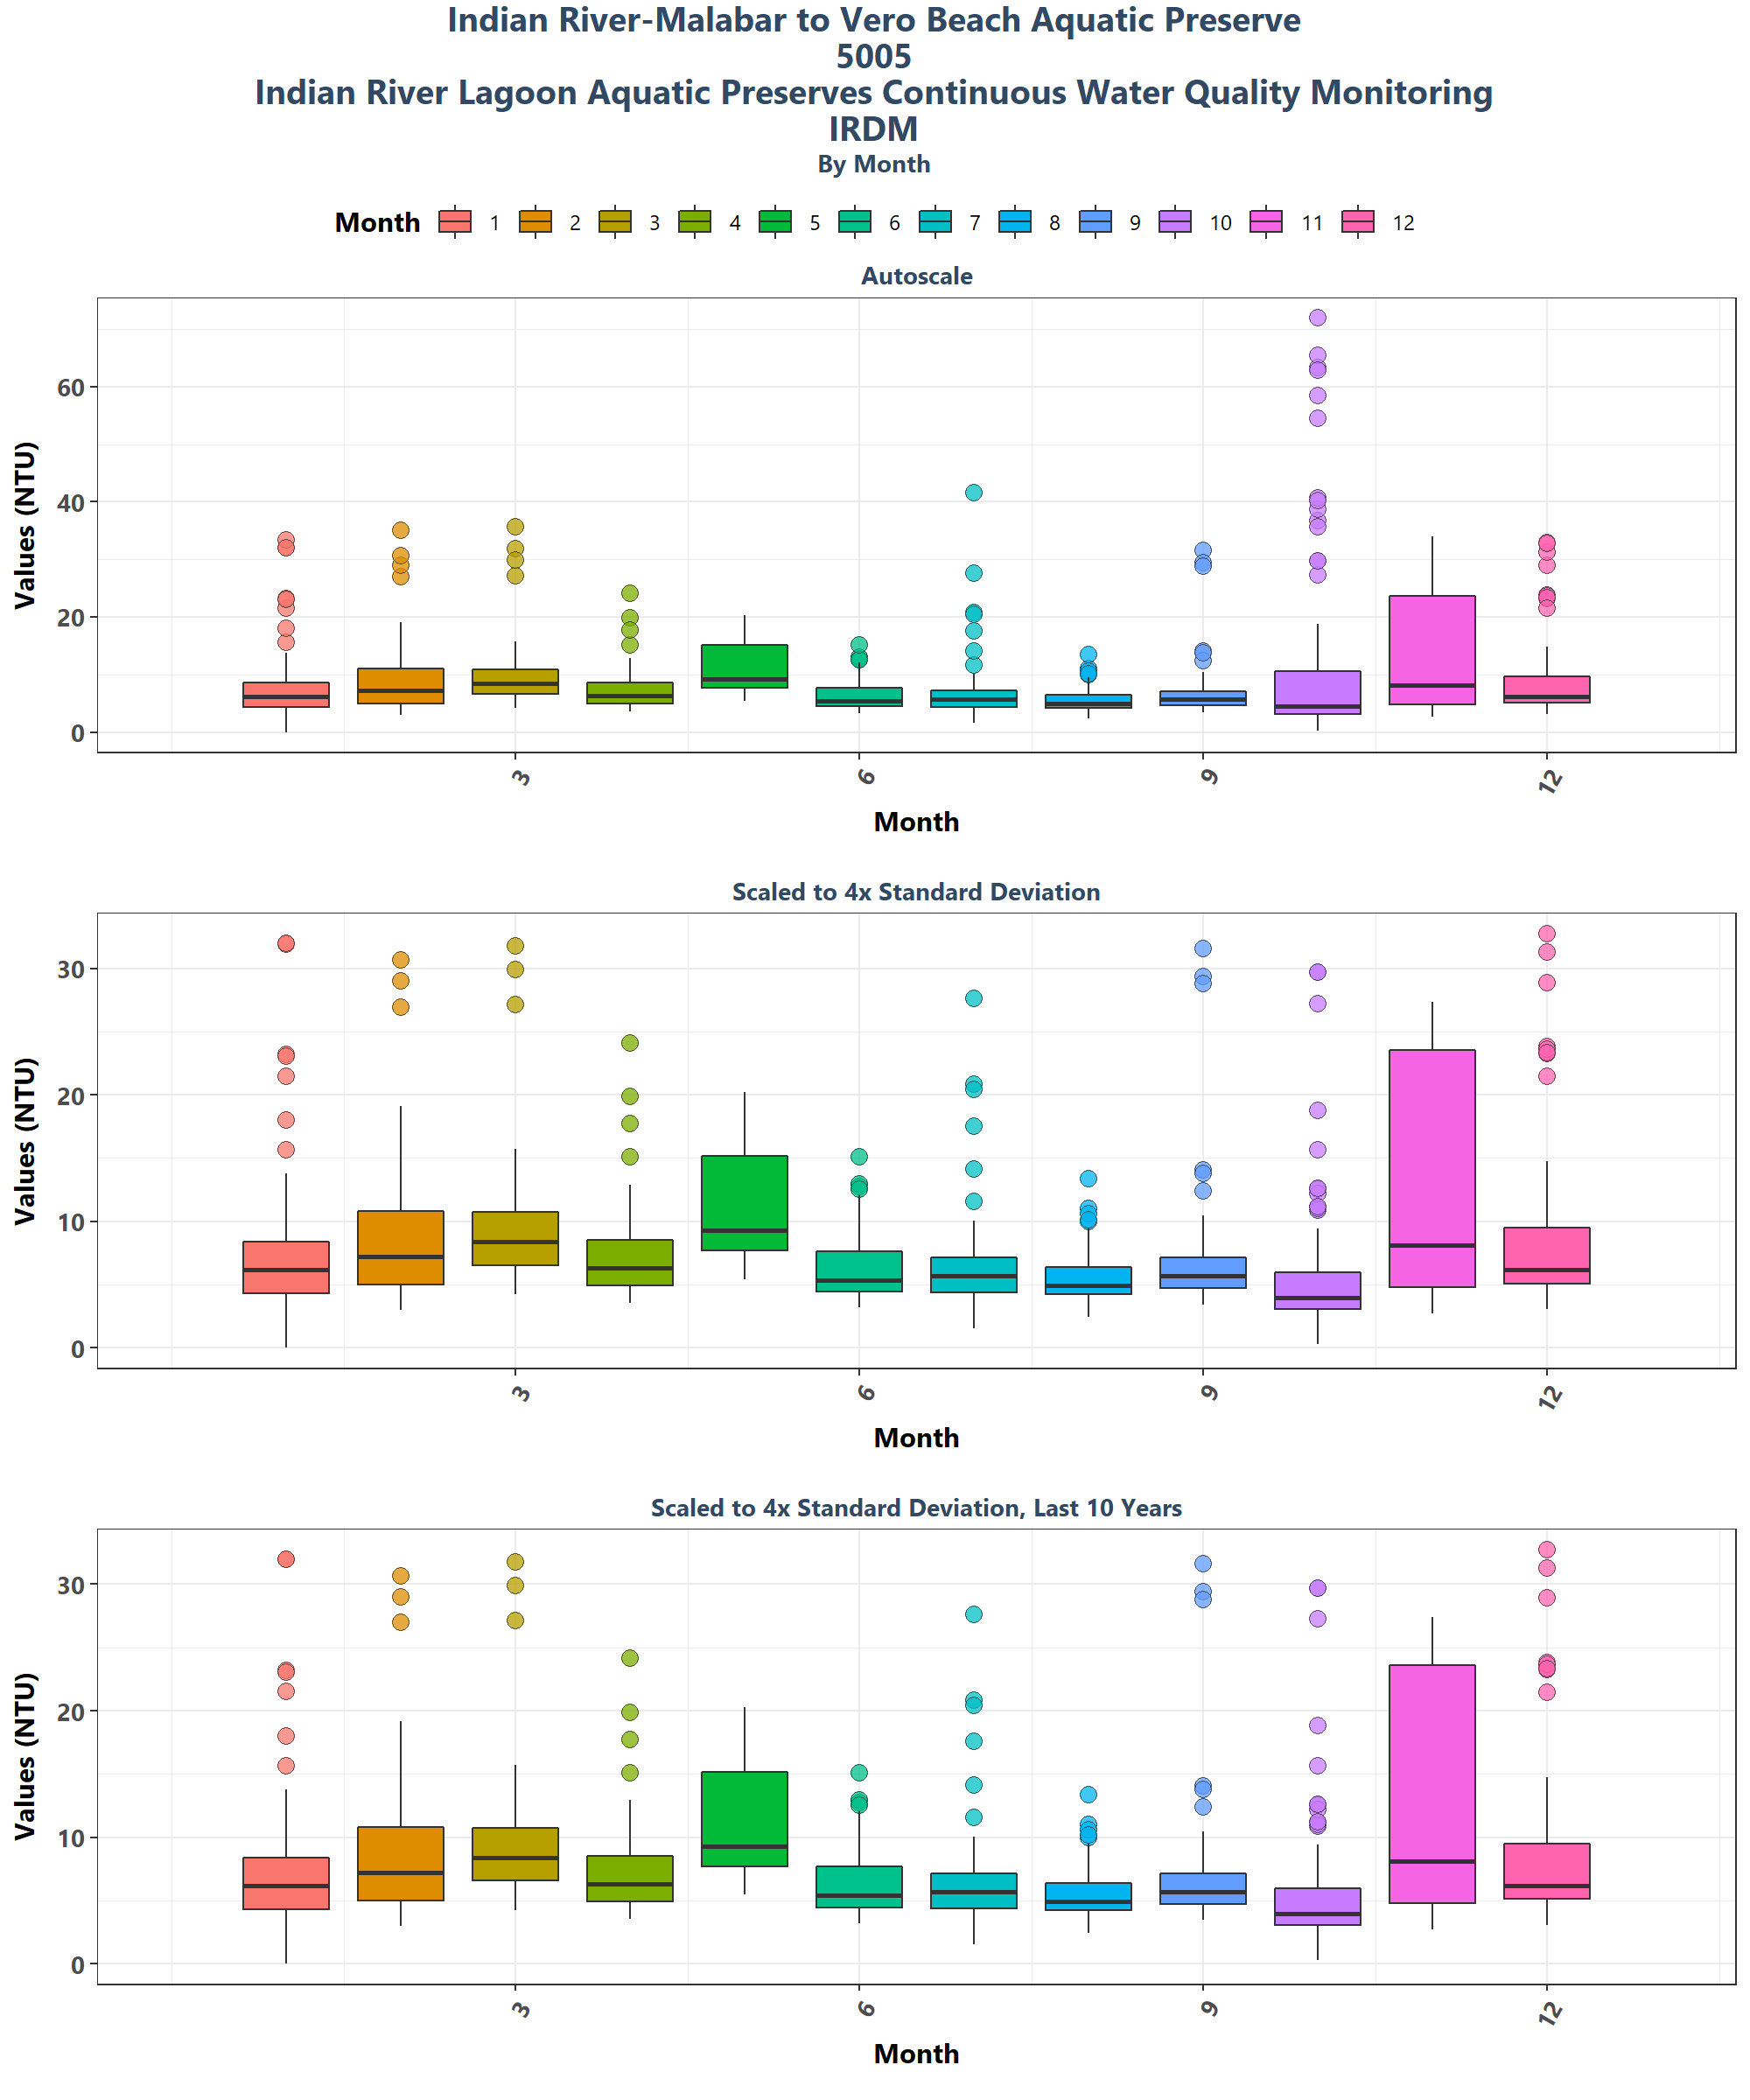 Indian River-Malabar to Vero Beach Aquatic Preserve
5005
Indian River Lagoon Aquatic Preserves Continuous Water Quality Monitoring
IRDM
By Month
Month 1 2 3 4 5 6 7 8 9 10 11 12
Autoscale
Values (NTU)
60
40
20
0
3 6 9 12
Month
Scaled to 4x Standard Deviation
Values (NTU)
30
20
10
0
3 6 9 12
Month
Scaled to 4x Standard Deviation, Last 10 Years
Values (NTU)
30
20
10
0
3 6 9 12
Month